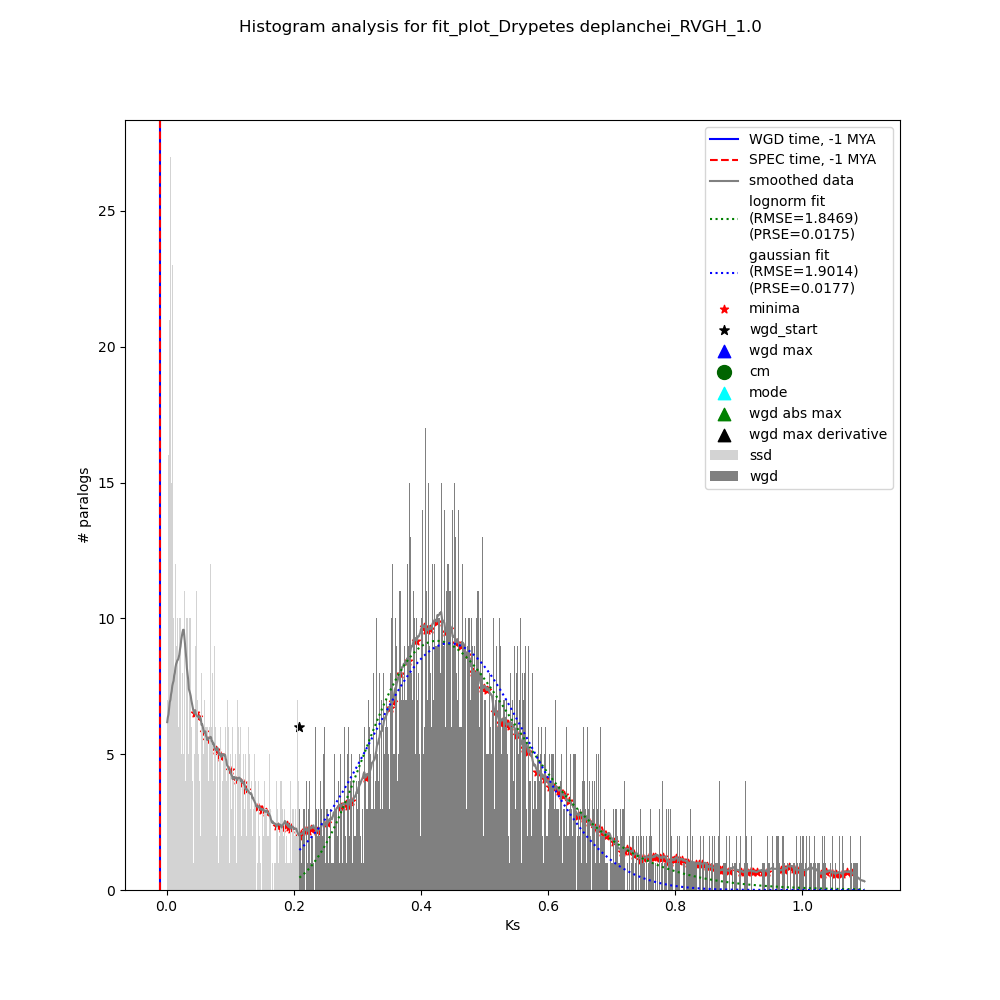 Histogram analysis for fit_plot_Drypetes deplanchei_RVGH_1.0
WGD time, -1 MYA
SPEC time, -1 MYA
smoothed data
lognorm fit
(RMSE=1.8469)
(PRSE=0.0175)
gaussian fit
(RMSE=1.9014)
(PRSE=0.0177)
minima
wgd_start
wgd max
cm
mode
wgd abs max
wgd max derivative
ssd
wgd
# paralogs
25
20
15
10
5
0
0.0 0.2 0.4 0.6 0.8 1.0
Ks